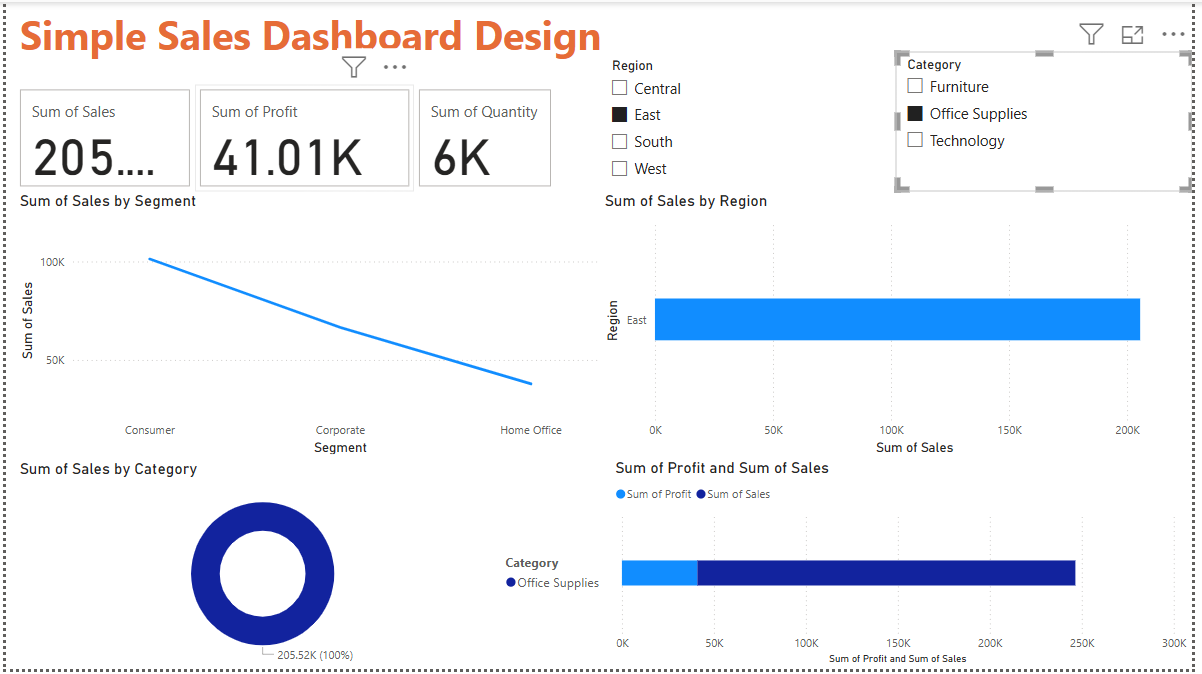 Simple Sales Dashboard Design
Sum of Sales
205....
Sum of Profit
41.01K
Sum of Quantity
6K
Region
Central
East
South
West
Category
Furniture
Office Supplies
Technology
Sum of Sales by Segment
Sum of Sales
100K
50K
Consumer
Corporate
Home Office
Segment
Sum of Sales by Region
Region
East
0K
50K
100K
150K
200K
Sum of Sales
Sum of Sales by Category
205.52K (100%)
Category
Office Supplies
Sum of Profit and Sum of Sales
Sum of Profit
Sum of Sales
0K
50K
100K
150K
200K
250K
300K
Sum of Profit and Sum of Sales